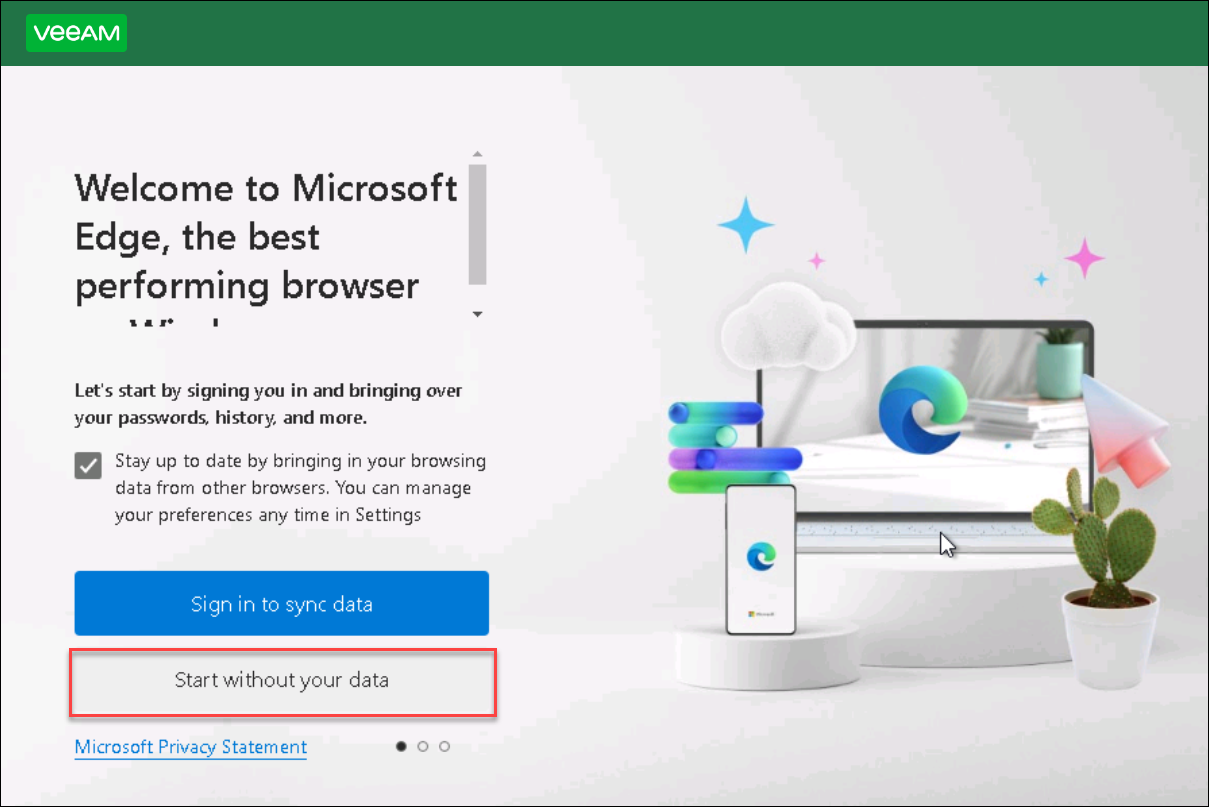 veeAM
Welcome to Microsoft
Edge, the best
performing browser
Let's start by signing you in and bringing over
your passwords, history, and more.
Stay up to date by bringing in your browsing
data from other browsers. You can manage
your preferences any time in Settings
Sign in to sync data
Start without your data
Microsoft Privacy Statement
Microsoft